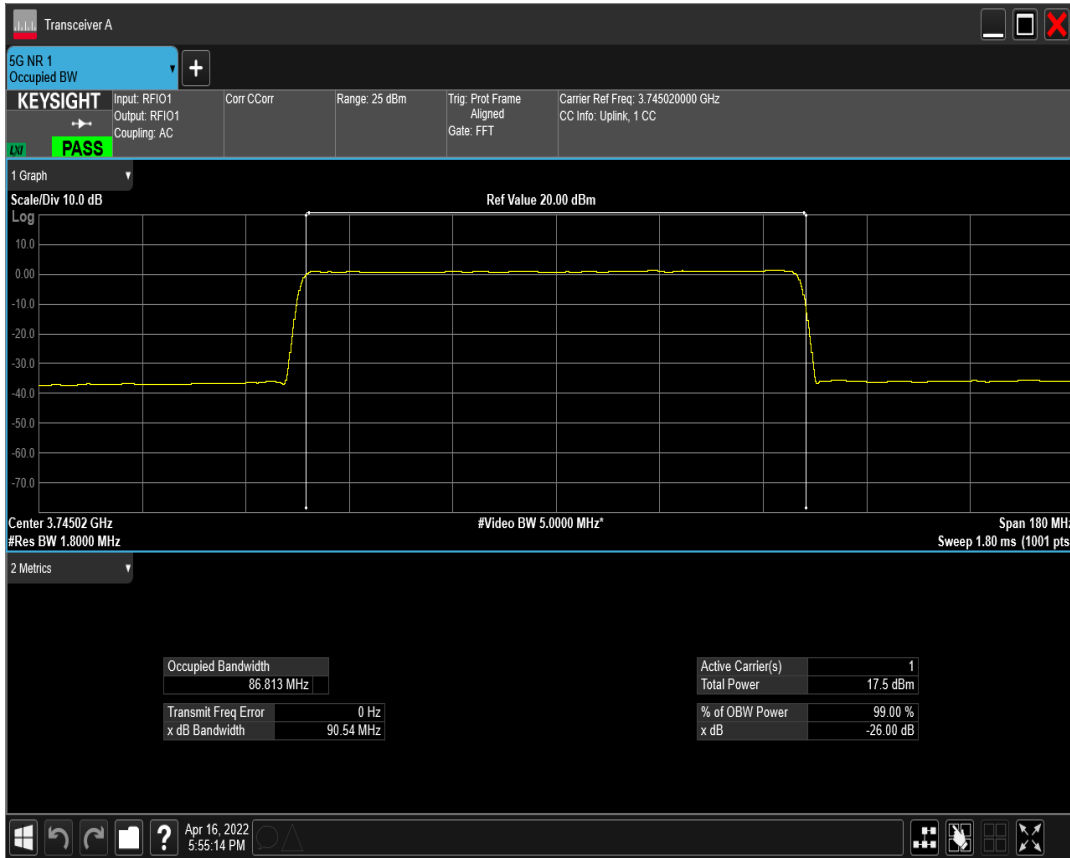 Transceiver A
5G NR 1
Occupied BW
+
KEYSIGHT
LXI
PASS
Input: RFIO1
Output: RFIO1
Coupling: AC
Corr CCorr
Range: 25 dBm
Trig: Prot Frame
Aligned
Gate: FFT
Carrier Ref Freq: 3.745020000 GHz
CC Info: Uplink, 1 CC
1 Graph
Scale/Div 10.0 dB
Ref Value 20.00 dBm
Log
10.0
0.00
-10.0
-20.0
-30.0
-40.0
-50.0
-60.0
-70.0
Center 3.74502 GHz
#Video BW 5.0000 MHz*
Span 180 MHz
#Res BW 1.8000 MHz
Sweep 1.80 ms (1001 pts
2 Metrics
Occupied Bandwidth
86.813 MHz
Transmit Freq Error 0 Hz
x dB Bandwidth 90.54 MHz
Active Carrier(s) 1
Total Power 17.5 dBm
% of OBW Power 99.00 %
x dB -26.00 dB
?
Apr 16, 2022
5:55:14 PM